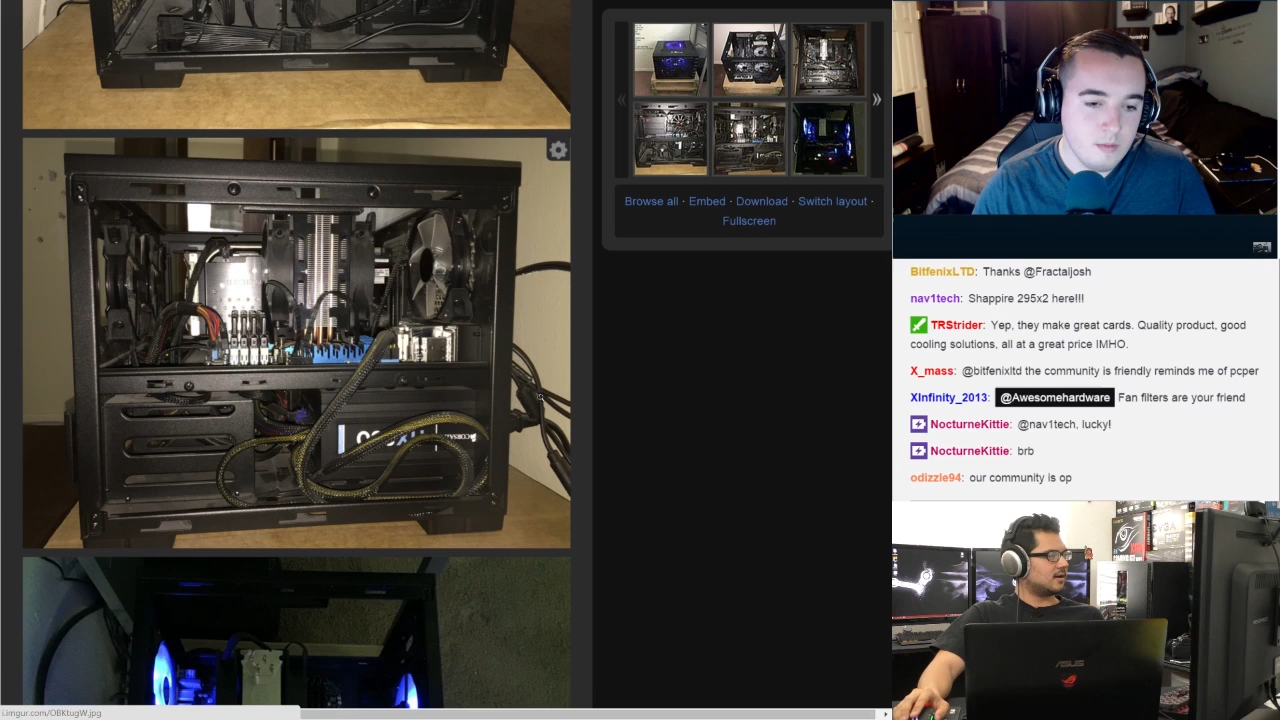 Browse all · Embed · Download · Switch layout ·
Fullscreen
BitfenixLTD: Thanks @Fractaljosh
nav1tech: Shappire 295x2 here!!!
TRStrider: Yep, they make great cards. Quality product, good
cooling solutions, all at a great price IMHO.
X_mass: @bitfenixltd the community is friendly reminds me of pcper
XInfinity_2013: @Awesomehardware Fan filters are your friend
NocturneKittie: @nav1tech, lucky!
NocturneKittie: brb
odizzle94: our community is op
EVGA
ASUS
i.imgur.com/OBKtugW.jpg